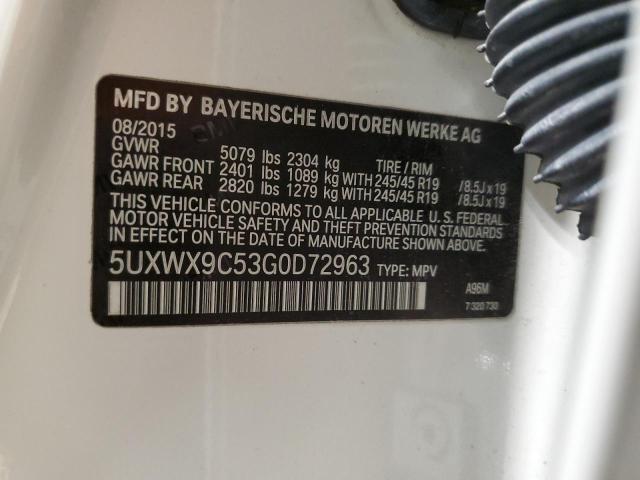 MFD BY BAYERISCHE MOTOREN WERKE AG
08/2015
GVWR 5079 lbs 2304 kg TIRE / RIM
GAWR FRONT 2401 lbs 1089 kg WITH 245/45 R19 /8.5J x 19
GAWR REAR 2820 lbs 1279 kg WITH 245/45 R19 /8.5J x 19
THIS VEHICLE CONFORMS TO ALL APPLICABLE U. S. FEDERAL
MOTOR VEHICLE SAFETY AND THEFT PREVENTION STANDARDS
IN EFFECT ON THE DATE OF MANUFACTURE SHOWN ABOVE.
5UXWX9C53G0D72963 TYPE: MPV
A96M
7 320 730